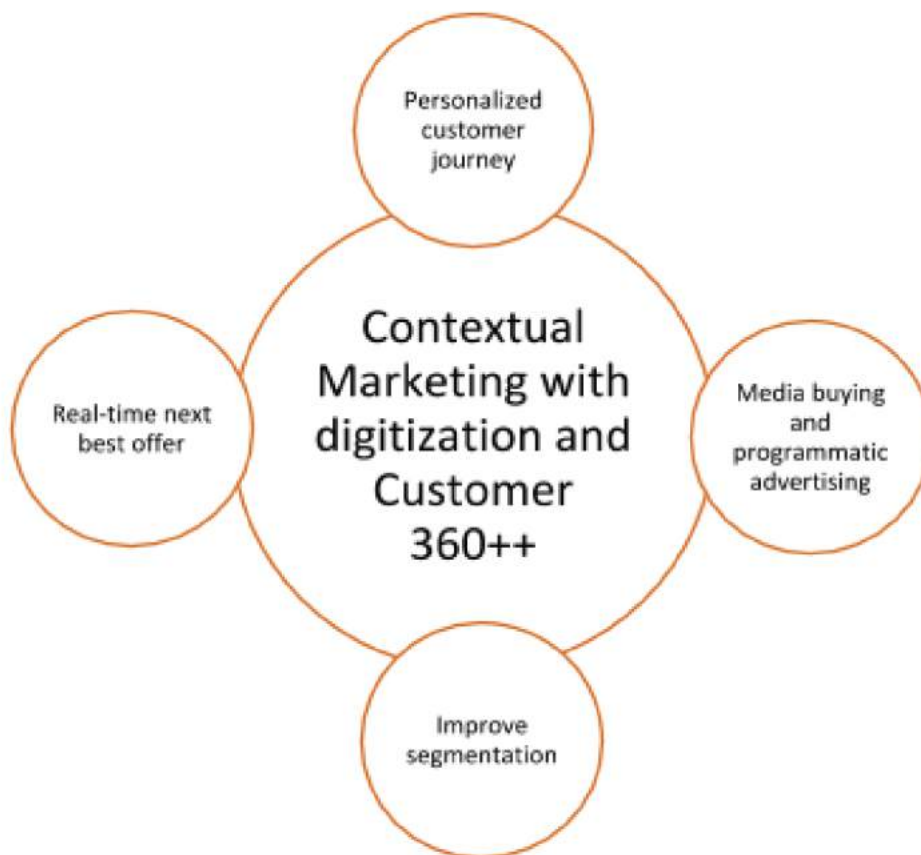 Personalized
customer
journey
Contextual
Marketing with
digitization and
Customer
360++
Real-time next
best offer
Media buying
and
programmatic
advertising
Improve
segmentation